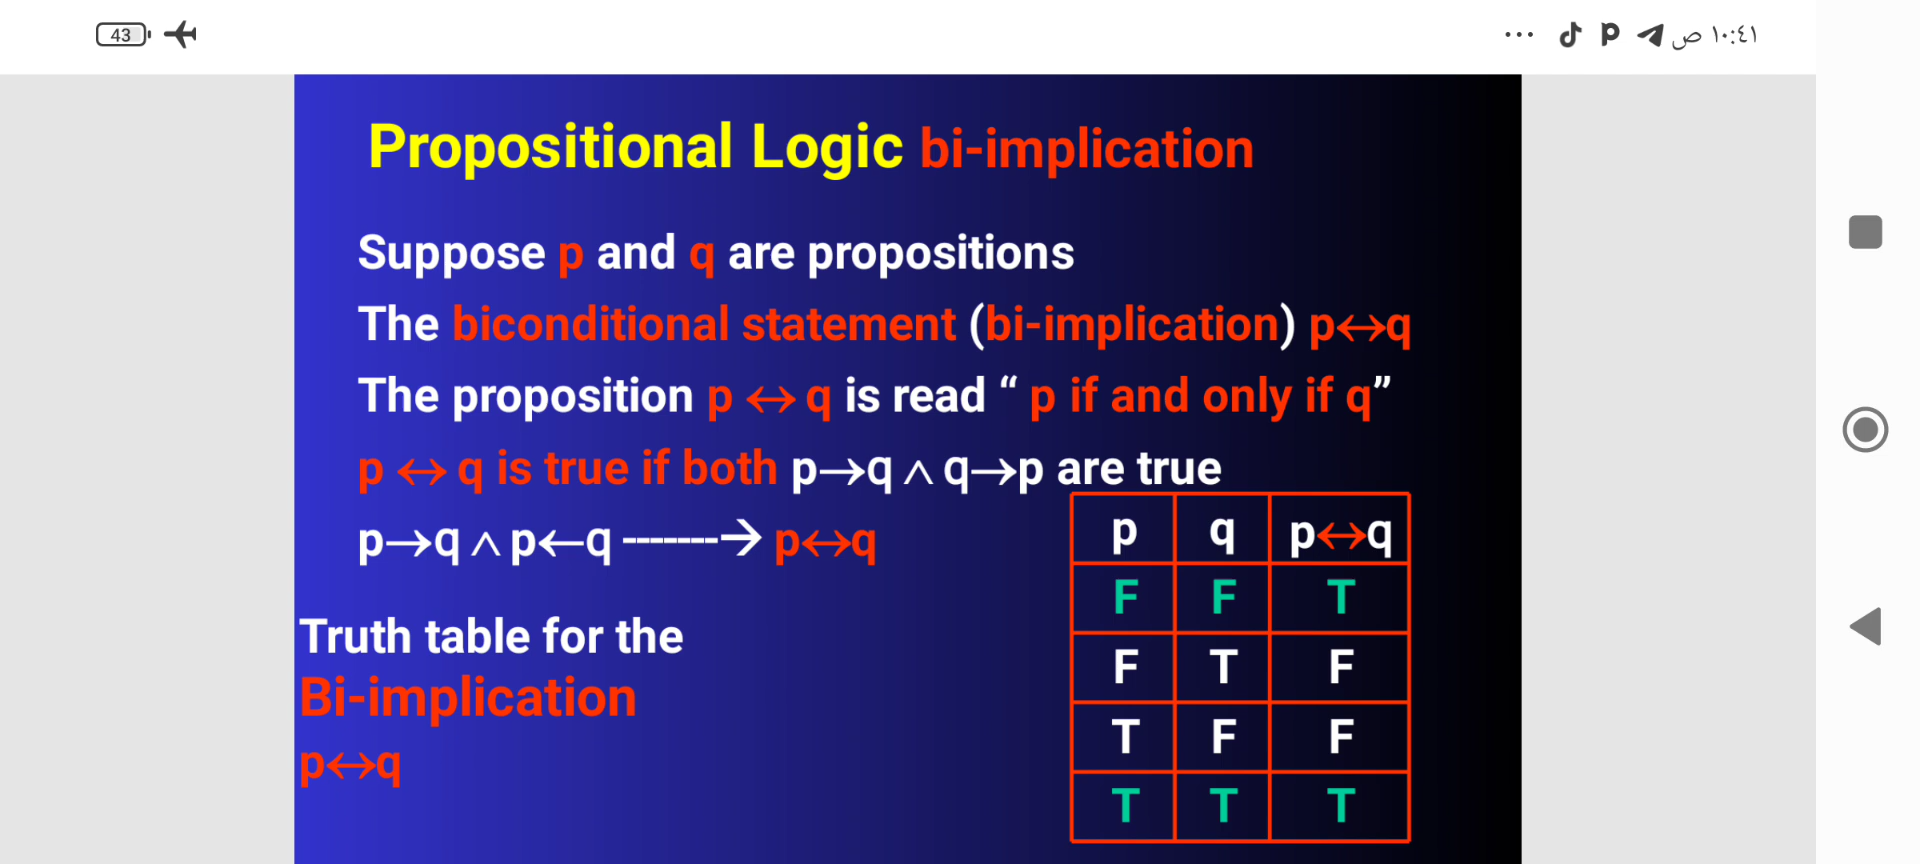 43
١٠:٤١ ص
Propositional Logic bi-implication
Suppose p and q are propositions
The biconditional statement (bi-implication) p↔q
The proposition p ↔ q is read “ p if and only if q”
p ↔ q is true if both p→q ∧ q→p are true
p→q ∧ p←q -------→ p↔q
Truth table for the
Bi-implication
p↔q
p q p↔q
F F T
F T F
T F F
T T T